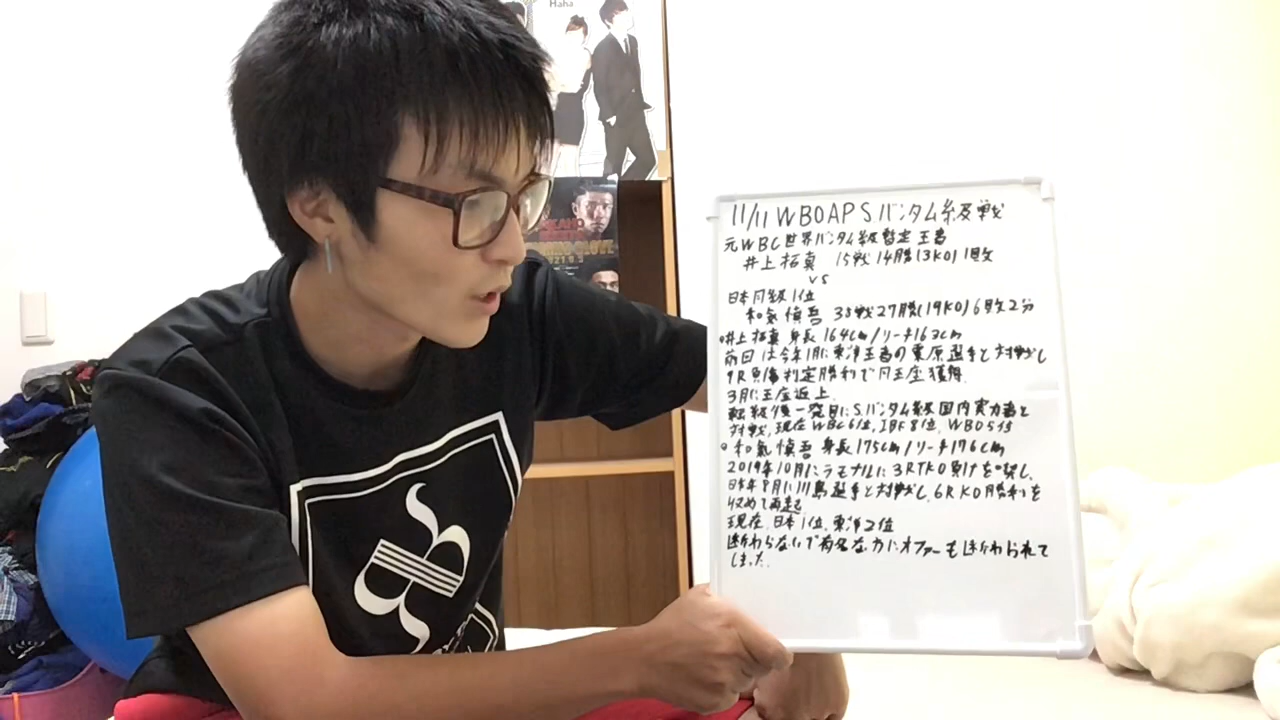 Haha
11/11 WBOAPSバンタム級戦
元WBC世界バンタム級暫定王者
井上拓真 15戦14勝(3KO)1敗
VS
日本同級1位
和氣慎吾 35戦27勝(19KO)6敗2分
井上拓真 身長164cm/リーチ163cm
前回は今年1月に東洋王者の栗原選手と対戦し
9R負傷判定勝利で同王座獲得
3月に王座返上
転級後一発目にSバンタム級国内実力者と
対戦,現在WBC6位,IBF8位,WBO5位
和氣慎吾 身長175cm/リーチ176cm
2019年10月にラモナルに3RTKO負けを喫し,
昨年8月に川島選手と対戦し,6RKO勝利を
収めて再起
現在,日本1位,東洋2位
断わらないで有名な方にオファーも断わられて
しまった.